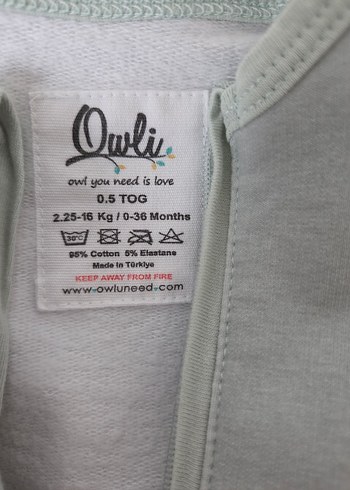 Owli
owl you need is love
0.5 TOG
2.25-16 Kg / 0-36 Months
30°
95% Cotton 5% Elastane
Made in Türkiye
KEEP AWAY FROM FIRE
www.owluneed.com